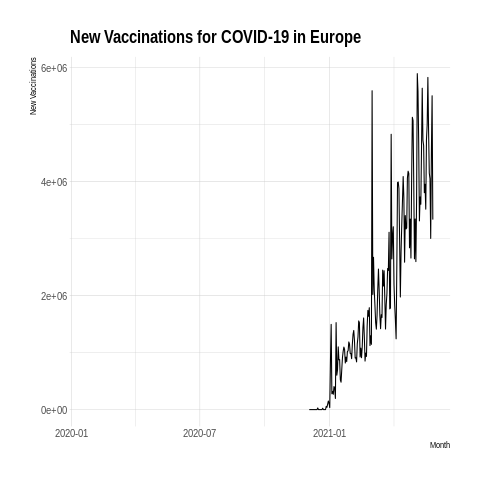 New Vaccinations for COVID-19 in Europe
New Vaccinations
6e+06
4e+06
2e+06
0e+00
2020-01 2020-07 2021-01
Month